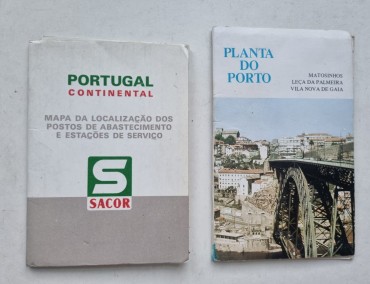 PORTUGAL
CONTINENTAL
MAPA DA LOCALIZAÇÃO DOS
POSTOS DE ABASTECIMENTO
E ESTAÇÕES DE SERVIÇO
S
SACOR
PLANTA
DO
PORTO
MATOSINHOS
LEÇA DA PALMEIRA
VILA NOVA DE GAIA